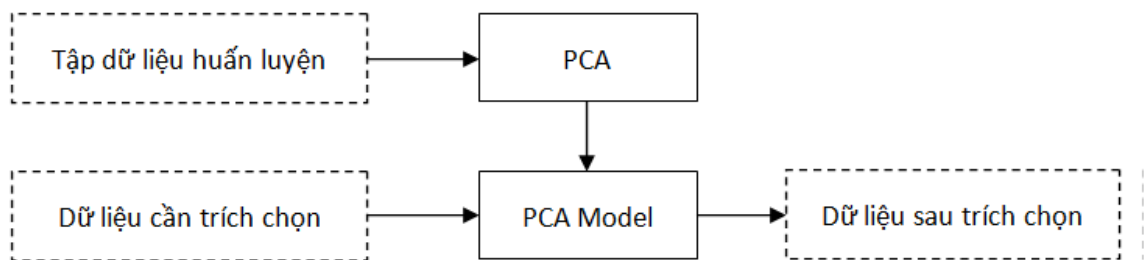 Tập dữ liệu huấn luyện
PCA
Dữ liệu cần trích chọn
PCA Model
Dữ liệu sau trích chọn